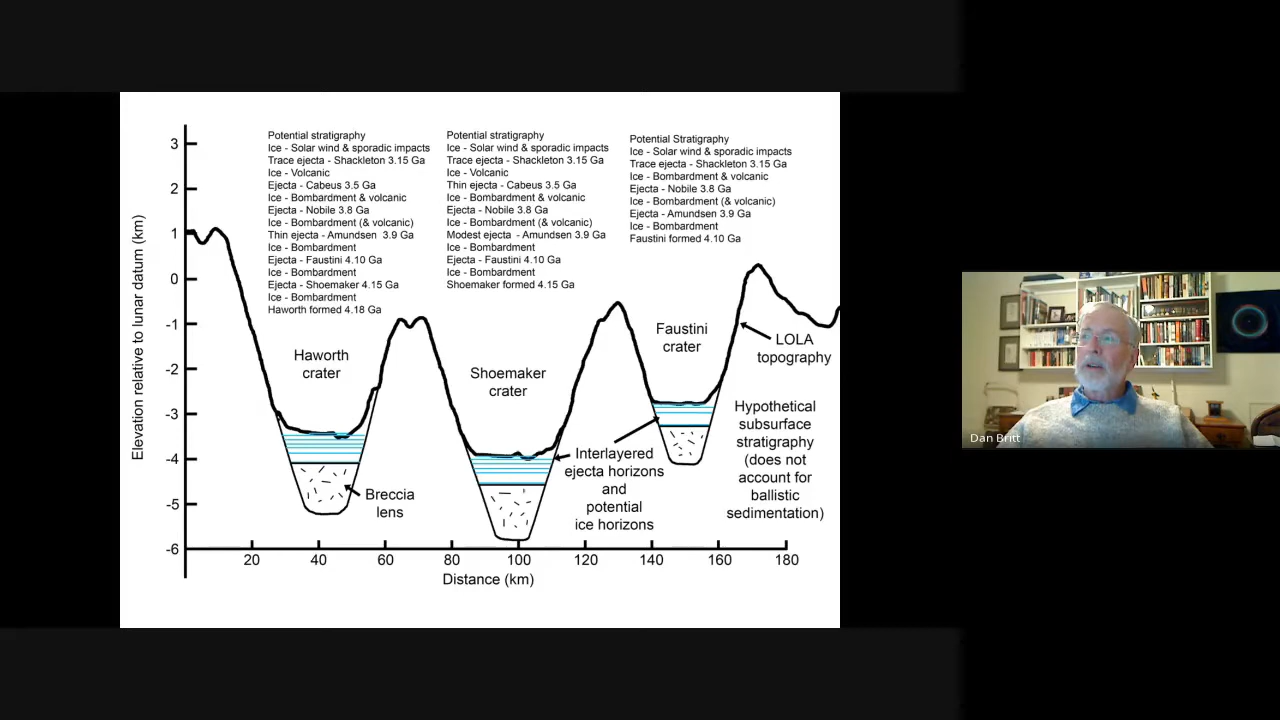 Potential stratigraphy
Ice - Solar wind & sporadic impacts
Trace ejecta - Shackleton 3.15 Ga
Ice - Volcanic
Ejecta - Cabeus 3.5 Ga
Ice - Bombardment & volcanic
Ejecta - Nobile 3.8 Ga
Ice - Bombardment (& volcanic)
Thin ejecta - Amundsen 3.9 Ga
Ice - Bombardment
Ejecta - Faustini 4.10 Ga
Ice - Bombardment
Ejecta - Shoemaker 4.15 Ga
Ice - Bombardment
Haworth formed 4.18 Ga
Potential stratigraphy
Ice - Solar wind & sporadic impacts
Trace ejecta - Shackleton 3.15 Ga
Ice - Volcanic
Thin ejecta - Cabeus 3.5 Ga
Ice - Bombardment & volcanic
Ejecta - Nobile 3.8 Ga
Ice - Bombardment (& volcanic)
Modest ejecta - Amundsen 3.9 Ga
Ice - Bombardment
Ejecta - Faustini 4.10 Ga
Ice - Bombardment
Shoemaker formed 4.15 Ga
Potential Stratigraphy
Ice - Solar wind & sporadic impacts
Trace ejecta - Shackleton 3.15 Ga
Ice - Bombardment & volcanic
Ejecta - Nobile 3.8 Ga
Ice - Bombardment (& volcanic)
Ejecta - Amundsen 3.9 Ga
Ice - Bombardment
Faustini formed 4.10 Ga
Elevation relative to lunar datum (km)
3
2
1
0
-1
-2
-3
-4
-5
-6
Haworth
crater
Shoemaker
crater
Faustini
crater
LOLA
topography
Breccia
lens
Interlayered
ejecta horizons
and
potential
ice horizons
Hypothetical
subsurface
stratigraphy
(does not
account for
ballistic
sedimentation)
20 40 60 80 100 120 140 160 180
Distance (km)
Dan Britt